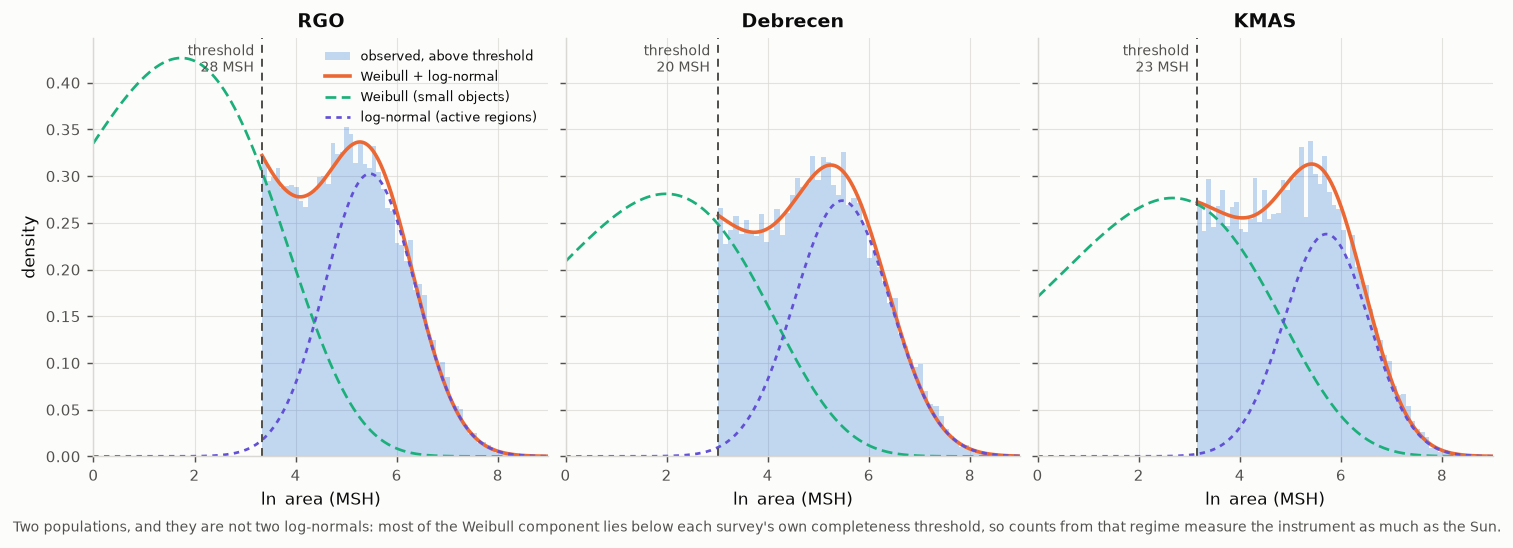 RGO
Debrecen
KMAS
threshold
28 MSH
observed, above threshold
Weibull + log-normal
Weibull (small objects)
log-normal (active regions)
threshold
20 MSH
threshold
23 MSH
density
0.40
0.35
0.30
0.25
0.20
0.15
0.10
0.05
0.00
0 2 4 6 8
0 2 4 6 8
0 2 4 6 8
ln area (MSH)
ln area (MSH)
ln area (MSH)
Two populations, and they are not two log-normals: most of the Weibull component lies below each survey's own completeness threshold, so counts from that regime measure the instrument as much as the Sun.